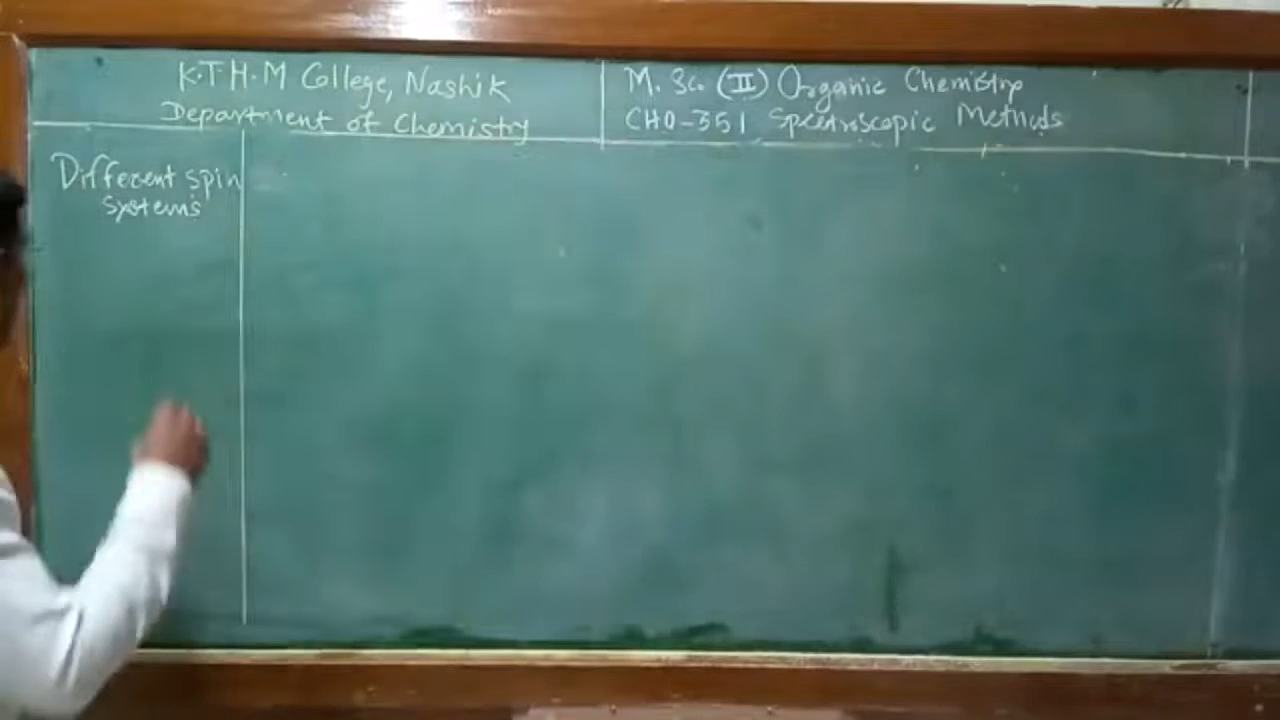 K.T.H.M College, Nashik
Department of Chemistry
M. Sc. (II) Organic Chemistry
CHO-351 Spectroscopic Methods
Different spin
systems